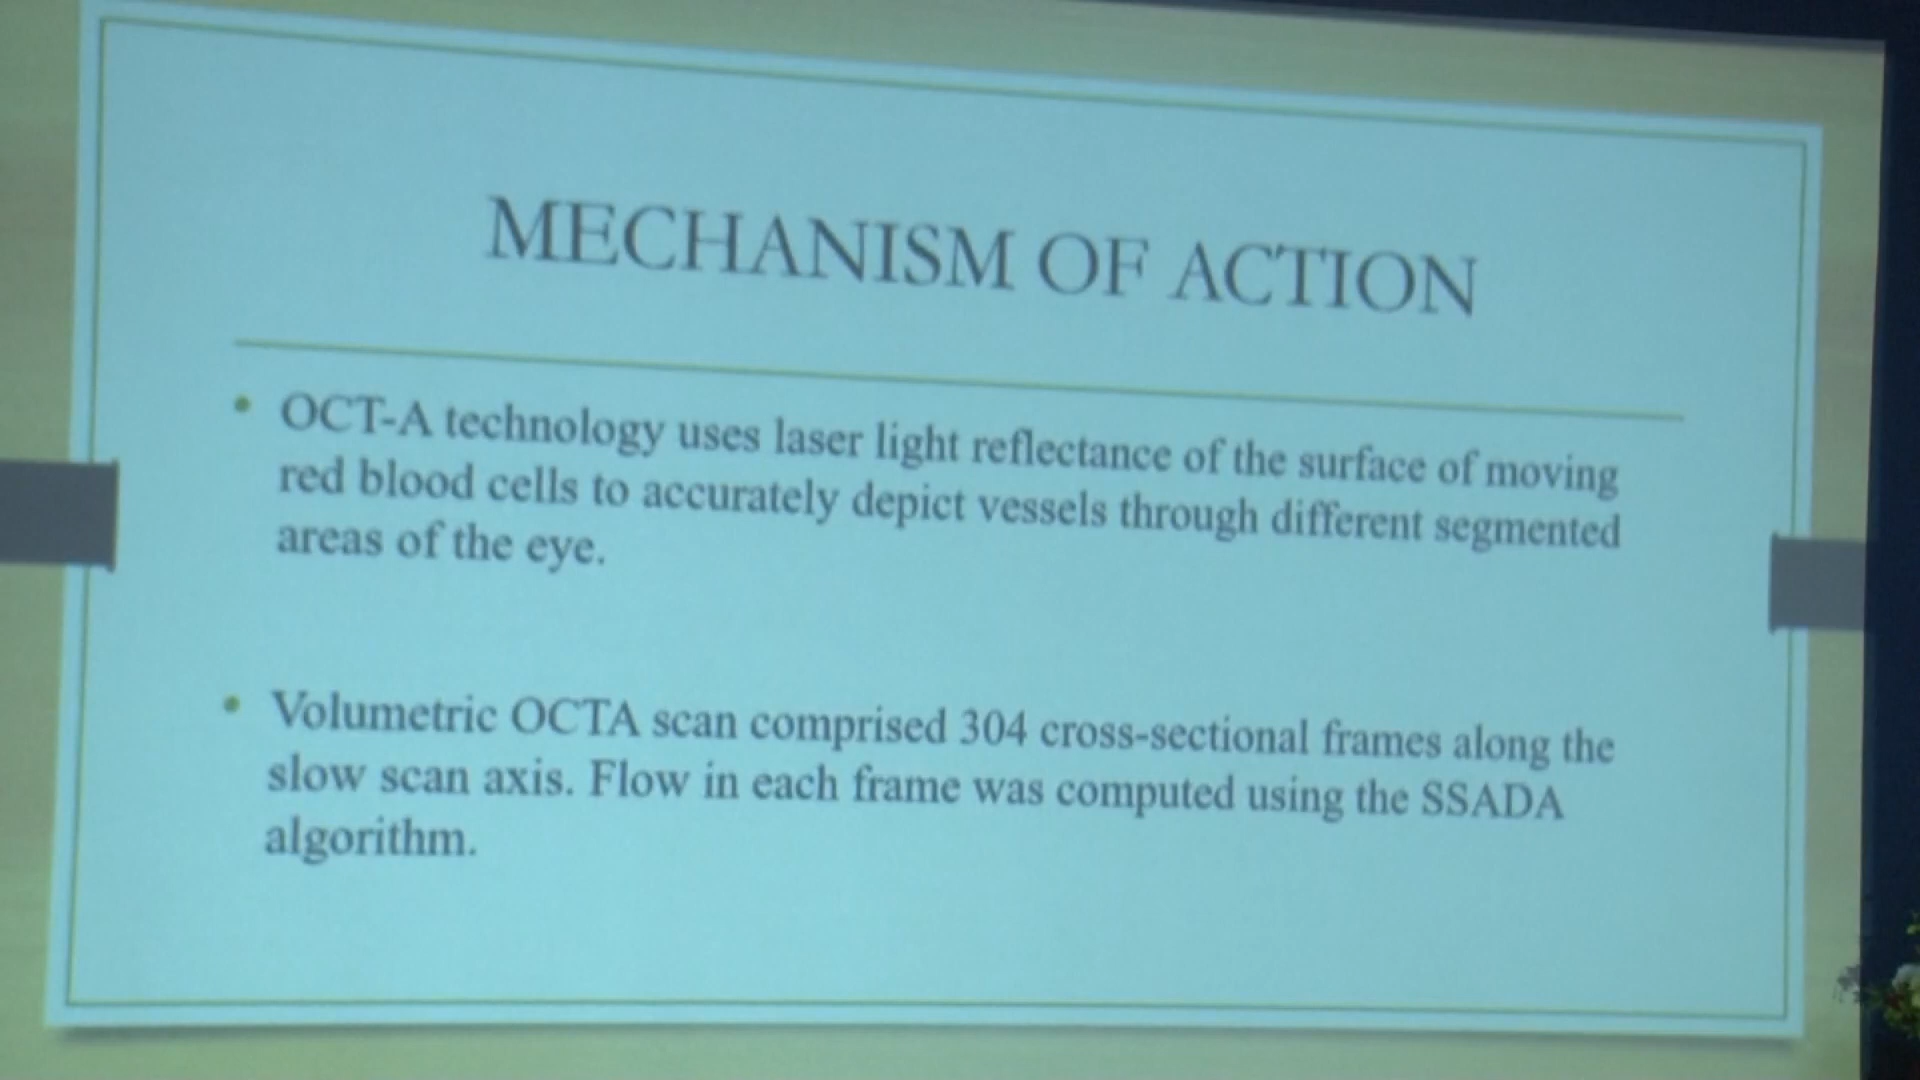 MECHANISM OF ACTION
• OCT-A technology uses laser light reflectance of the surface of moving
red blood cells to accurately depict vessels through different segmented
areas of the eye.
• Volumetric OCTA scan comprised 304 cross-sectional frames along the
slow scan axis. Flow in each frame was computed using the SSADA
algorithm.